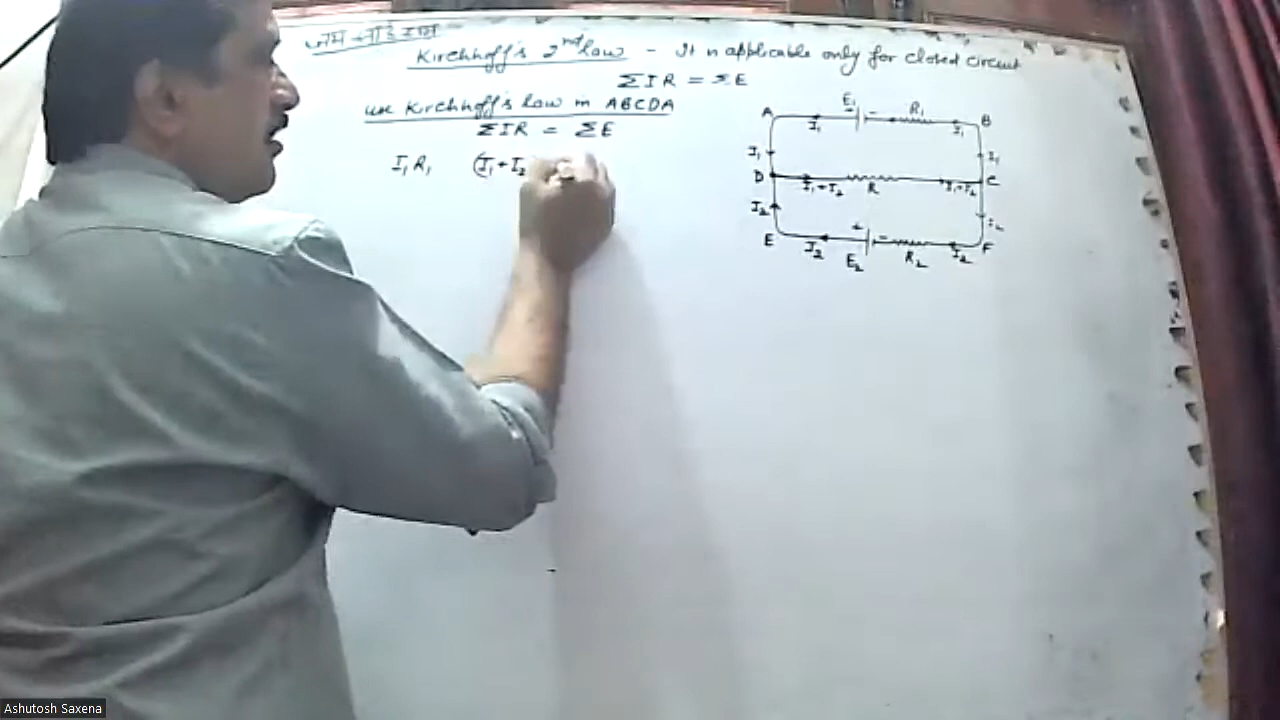 Kirchhoff's 2nd law - It is applicable only for closed circuit
ΣIR = ΣE
use Kirchhoff's law in ABCDA
ΣIR = ΣE
I₁R₁ (I₁+I₂
A I₁ E₁ - R₁ I₁ B
I₁ I₁
D I₁+I₂ R I₁+I₂ C
I₂ I₂
E I₂ + E₂ - R₂ I₂ F
Ashutosh Saxena